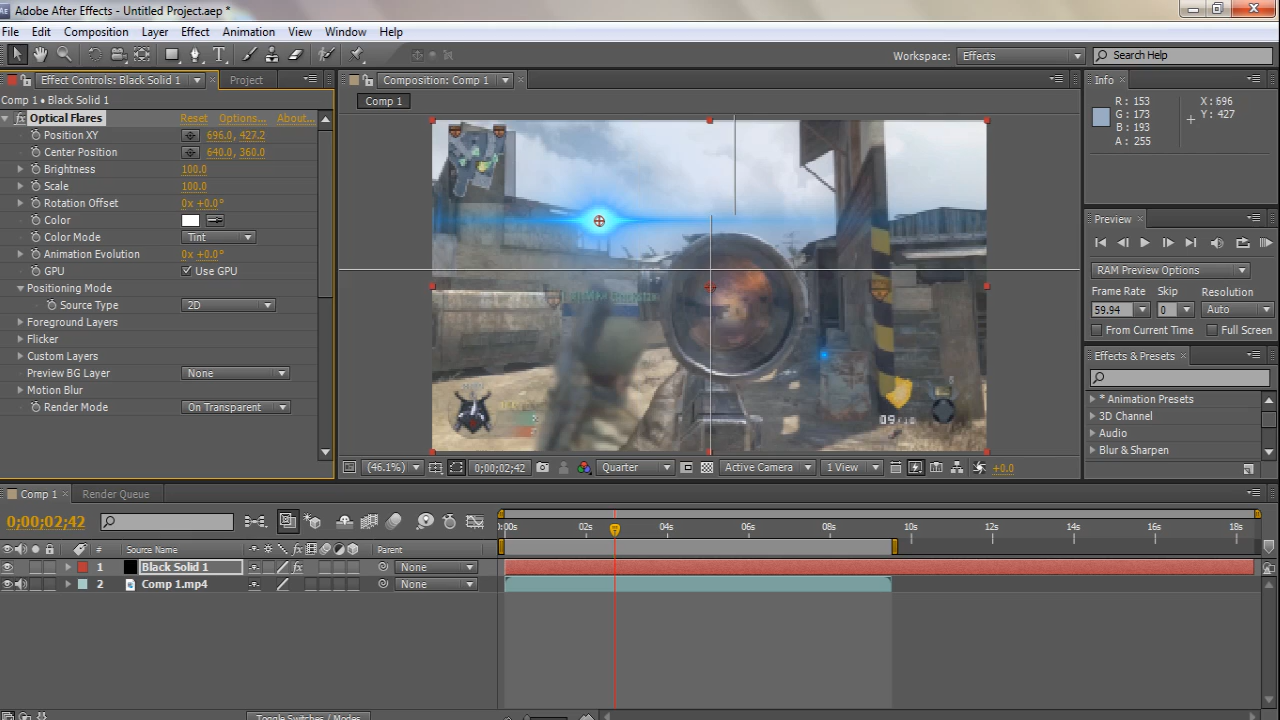 Adobe After Effects - Untitled Project.aep *
File Edit Composition Layer Effect Animation View Window Help
Workspace: Effects Search Help
Effect Controls: Black Solid 1 Project
Comp 1 • Black Solid 1
fx Optical Flares Reset Options... About...
Position XY 696.0, 427.2
Center Position 640.0, 360.0
Brightness 100.0
Scale 100.0
Rotation Offset 0x +0.0°
Color
Color Mode Tint
Animation Evolution 0x +0.0°
GPU Use GPU
Positioning Mode
Source Type 2D
Foreground Layers
Flicker
Custom Layers
Preview BG Layer None
Motion Blur
Render Mode On Transparent
Composition: Comp 1
Comp 1
(46.1%) 0;00;02;42 Quarter Active Camera 1 View +0.0
Info
R: 153 X: 696
G: 173 Y: 427
B: 193
A: 255
Preview
RAM Preview Options
Frame Rate Skip Resolution
59.94 0 Auto
From Current Time Full Screen
Effects & Presets
* Animation Presets
3D Channel
Audio
Blur & Sharpen
Comp 1 Render Queue
0;00;02;42
:00s 02s 04s 06s 08s 10s 12s 14s 16s 18s
# Source Name Parent
1 Black Solid 1 fx None
2 Comp 1.mp4 None
Toggle Switches / Modes